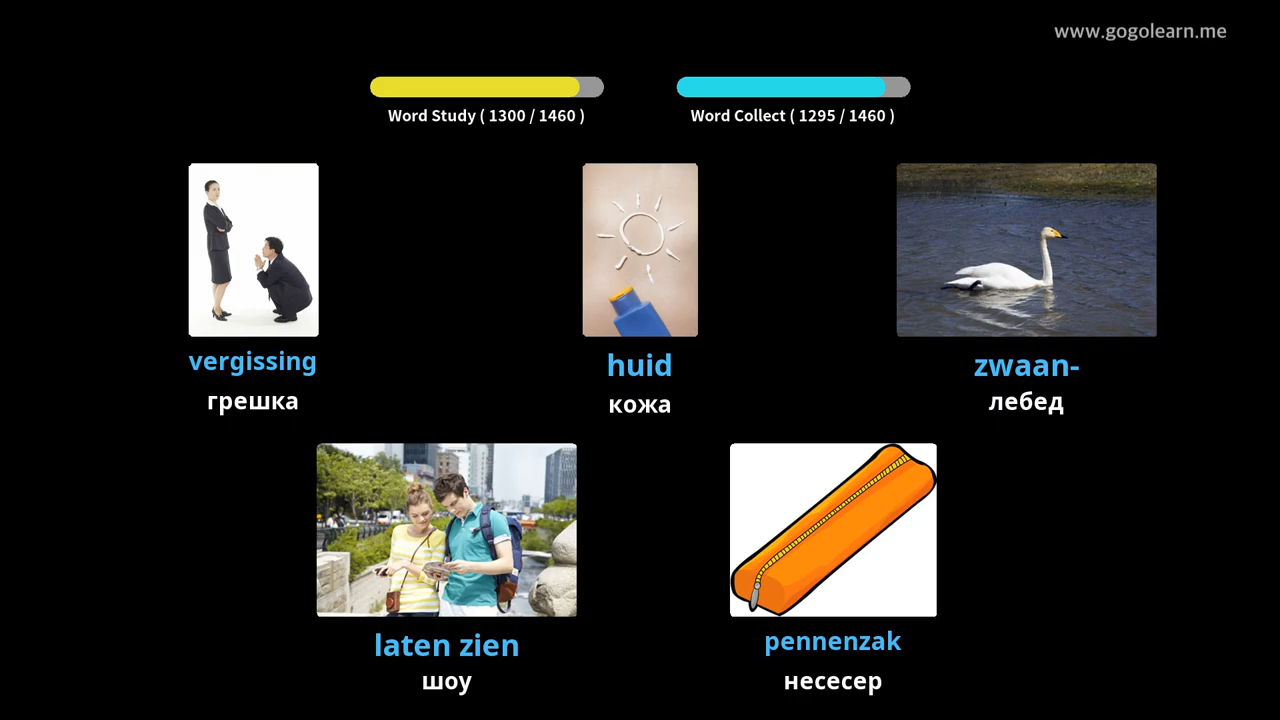 www.gogolearn.me
Word Study ( 1300 / 1460 )
Word Collect ( 1295 / 1460 )
vergissing
грешка
huid
кожа
zwaan-
лебед
laten zien
шоу
pennenzak
несесер